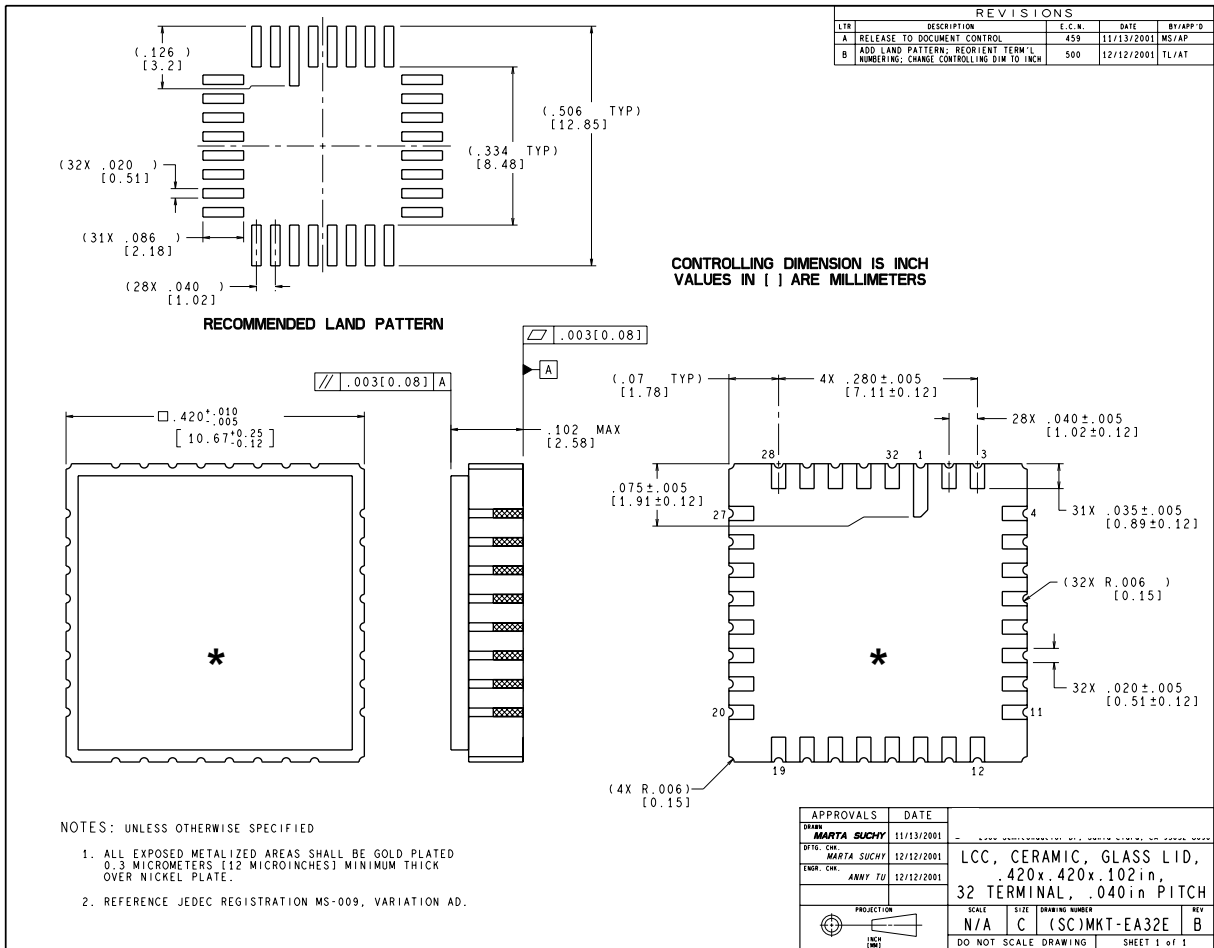 REVISIONS
LTR DESCRIPTION E.C.N. DATE BY/APP'D
A RELEASE TO DOCUMENT CONTROL 459 11/13/2001 MS/AP
B ADD LAND PATTERN; REORIENT TERM'L
NUMBERING; CHANGE CONTROLLING DIM TO INCH 500 12/12/2001 TL/AT
(.126 )
[3.2]
(.506 TYP)
[12.85]
(.334 TYP)
[8.48]
(32X .020 )
[0.51]
(31X .086 )
[2.18]
(28X .040 )
[1.02]
RECOMMENDED LAND PATTERN
CONTROLLING DIMENSION IS INCH
VALUES IN [ ] ARE MILLIMETERS
⏥ .003[0.08]
A
// .003[0.08] A
□ .420 +.010 -.005
[ 10.67 +0.25 -0.12 ]
.102 MAX
[2.58]
(.07 TYP)
[1.78]
4X .280±.005
[7.11±0.12]
28X .040±.005
[1.02±0.12]
28 32 1 3
.075±.005
[1.91±0.12]
31X .035±.005
[0.89±0.12]
27 4
(32X R.006 )
[0.15]
* *
32X .020±.005
[0.51±0.12]
20 11
19 12
(4X R.006)
[0.15]
NOTES: UNLESS OTHERWISE SPECIFIED
1. ALL EXPOSED METALIZED AREAS SHALL BE GOLD PLATED
0.3 MICROMETERS [12 MICROINCHES] MINIMUM THICK
OVER NICKEL PLATE.
2. REFERENCE JEDEC REGISTRATION MS-009, VARIATION AD.
APPROVALS DATE
DRAWN
MARTA SUCHY 11/13/2001
DFTG. CHK.
MARTA SUCHY 12/12/2001
ENGR. CHK.
ANNY TU 12/12/2001
LCC, CERAMIC, GLASS LID,
.420x.420x.102in,
32 TERMINAL, .040in PITCH
PROJECTION
INCH
[MM]
SCALE SIZE DRAWING NUMBER REV
N/A C (SC)MKT-EA32E B
DO NOT SCALE DRAWING SHEET 1 of 1